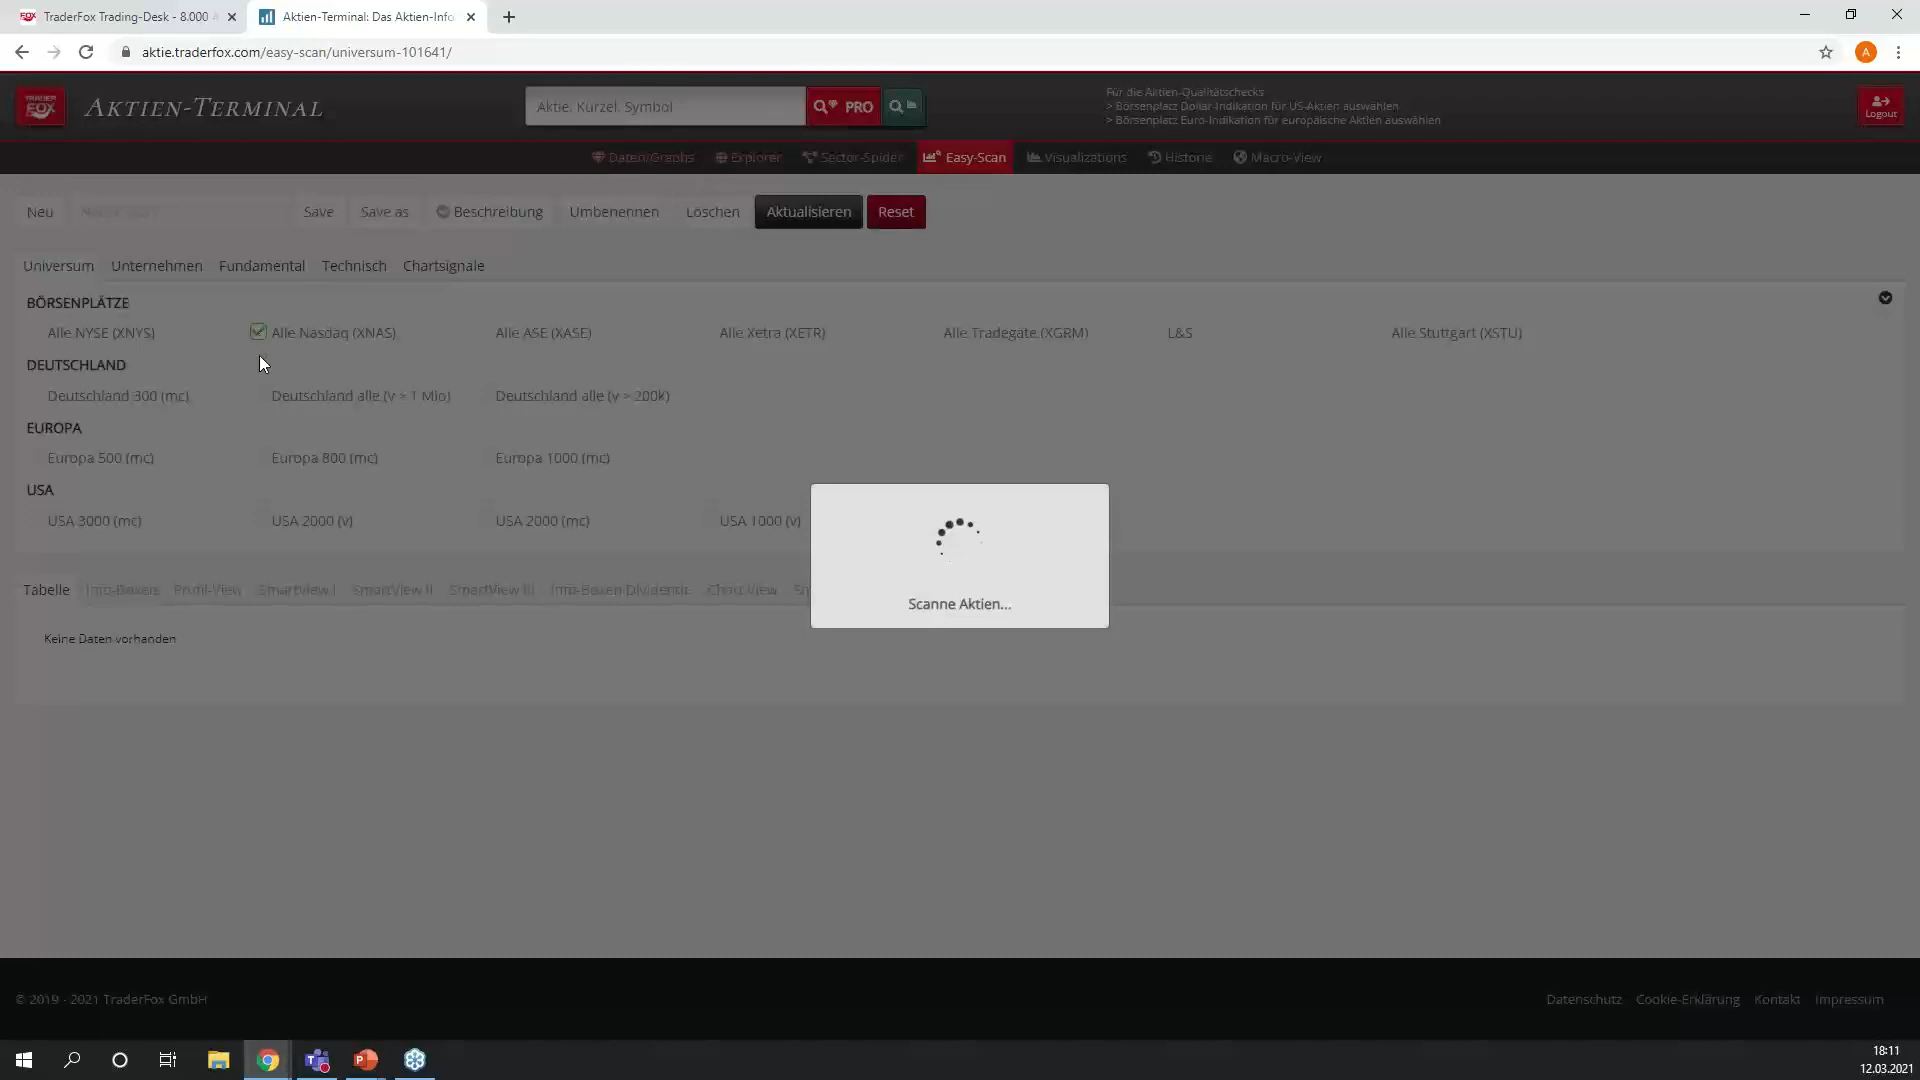 TraderFox Trading-Desk - 8.000 A
Aktien-Terminal: Das Aktien-Info
aktie.traderfox.com/easy-scan/universum-101641/
A
TRADER FOX
AKTIEN-TERMINAL
Aktie, Kürzel, Symbol
PRO
Für die Aktien-Qualitätschecks
> Börsenplatz Dollar-Indikation für US-Aktien auswählen
> Börsenplatz Euro-Indikation für europäische Aktien auswählen
Logout
Daten/Graphs Explorer Sector-Spider Easy-Scan Visualizations Historie Macro-View
Neu Save Save as Beschreibung Umbenennen Löschen Aktualisieren Reset
Universum Unternehmen Fundamental Technisch Chartsignale
BÖRSENPLÄTZE
Alle NYSE (XNYS) Alle Nasdaq (XNAS) Alle ASE (XASE) Alle Xetra (XETR) Alle Tradegate (XGRM) L&S Alle Stuttgart (XSTU)
DEUTSCHLAND
Deutschland 300 (mc) Deutschland alle (v > 1 Mio) Deutschland alle (v > 200k)
EUROPA
Europa 500 (mc) Europa 800 (mc) Europa 1000 (mc)
USA
USA 3000 (mc) USA 2000 (v) USA 2000 (mc) USA 1000 (v)
Scanne Aktien...
Tabelle Info-Boxen Profil-View SmartView I SmartView II SmartView III Info-Boxen Dividende Chart View
Keine Daten vorhanden
© 2019 - 2021 TraderFox GmbH
Datenschutz Cookie-Erklärung Kontakt Impressum
18:11
12.03.2021